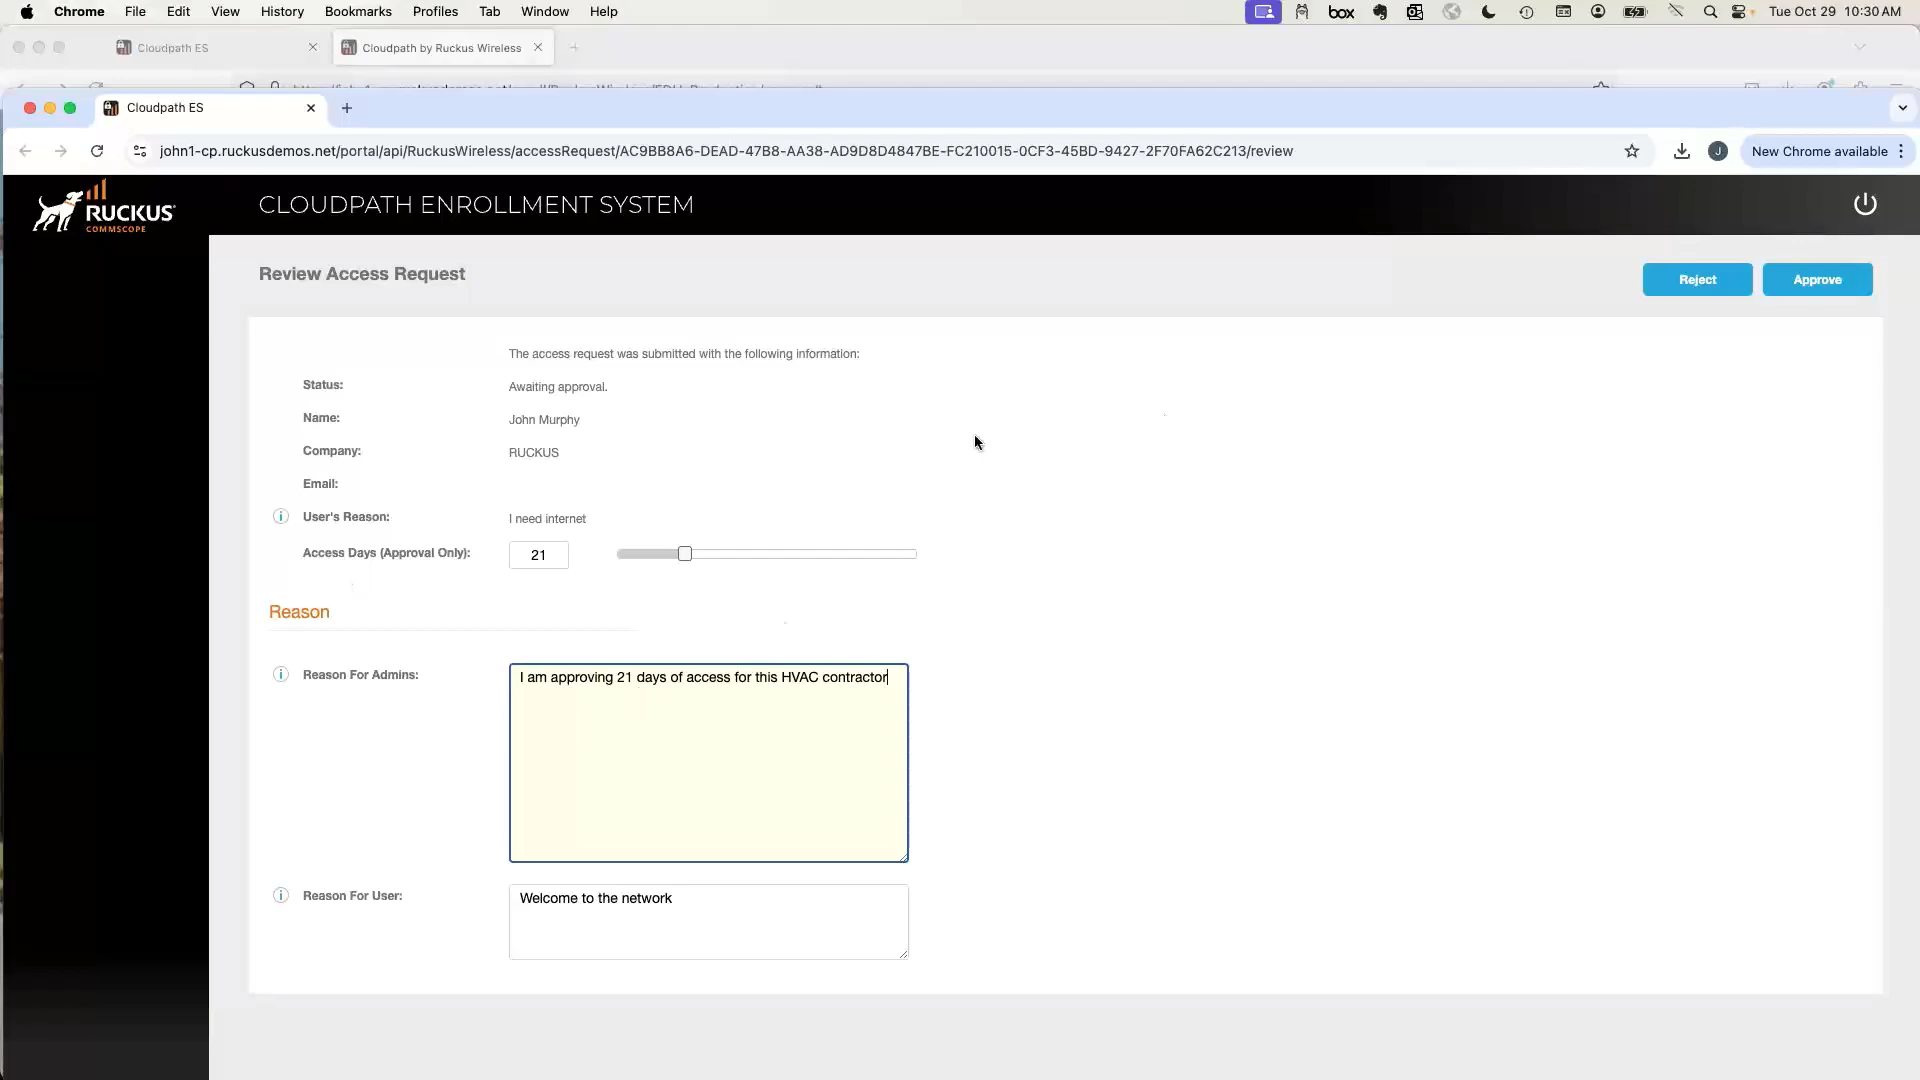 Chrome File Edit View History Bookmarks Profiles Tab Window Help box Tue Oct 29 10:30 AM
Cloudpath ES Cloudpath by Ruckus Wireless
Cloudpath ES
john1-cp.ruckusdemos.net/portal/api/RuckusWireless/accessRequest/AC9BB8A6-DEAD-47B8-AA38-AD9D8D4847BE-FC210015-0CF3-45BD-9427-2F70FA62C213/review J New Chrome available
RUCKUS
COMMSCOPE
CLOUDPATH ENROLLMENT SYSTEM
Review Access Request Reject Approve
The access request was submitted with the following information:
Status: Awaiting approval.
Name: John Murphy
Company: RUCKUS
Email:
User's Reason: I need internet
Access Days (Approval Only): 21
Reason
Reason For Admins: I am approving 21 days of access for this HVAC contractor
Reason For User: Welcome to the network